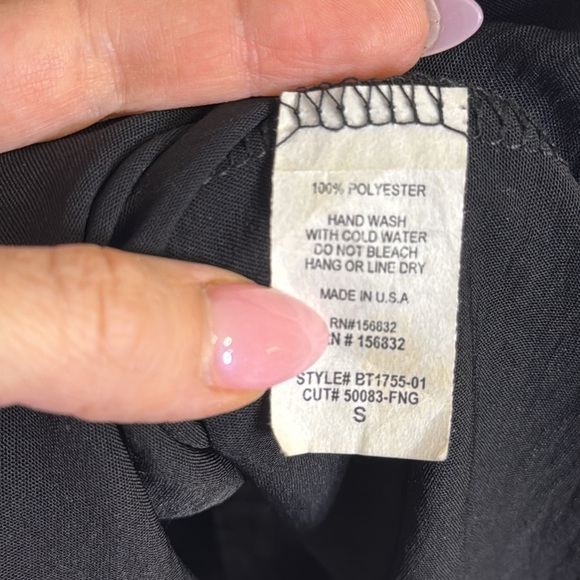 100% POLYESTER
HAND WASH
WITH COLD WATER
DO NOT BLEACH
HANG OR LINE DRY
MADE IN U.S.A
RN#156832
# 156832
STYLE# BT1755-01
CUT# 50083-FNG
S